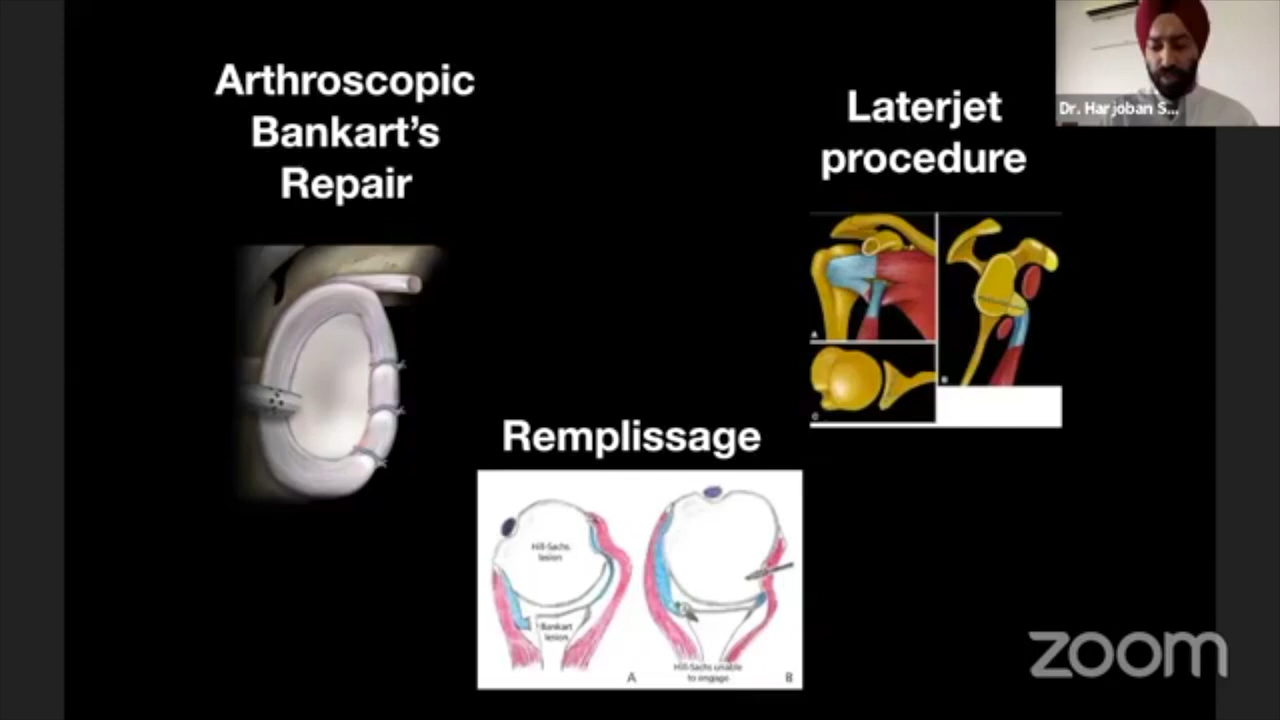 Arthroscopic
Bankart's
Repair
Laterjet
procedure
Dr. Harjoban S...
A
B
C
Remplissage
Hill-Sachs
lesion
Bankart
lesion
A
Hill-Sachs unable
to engage
B
zoom